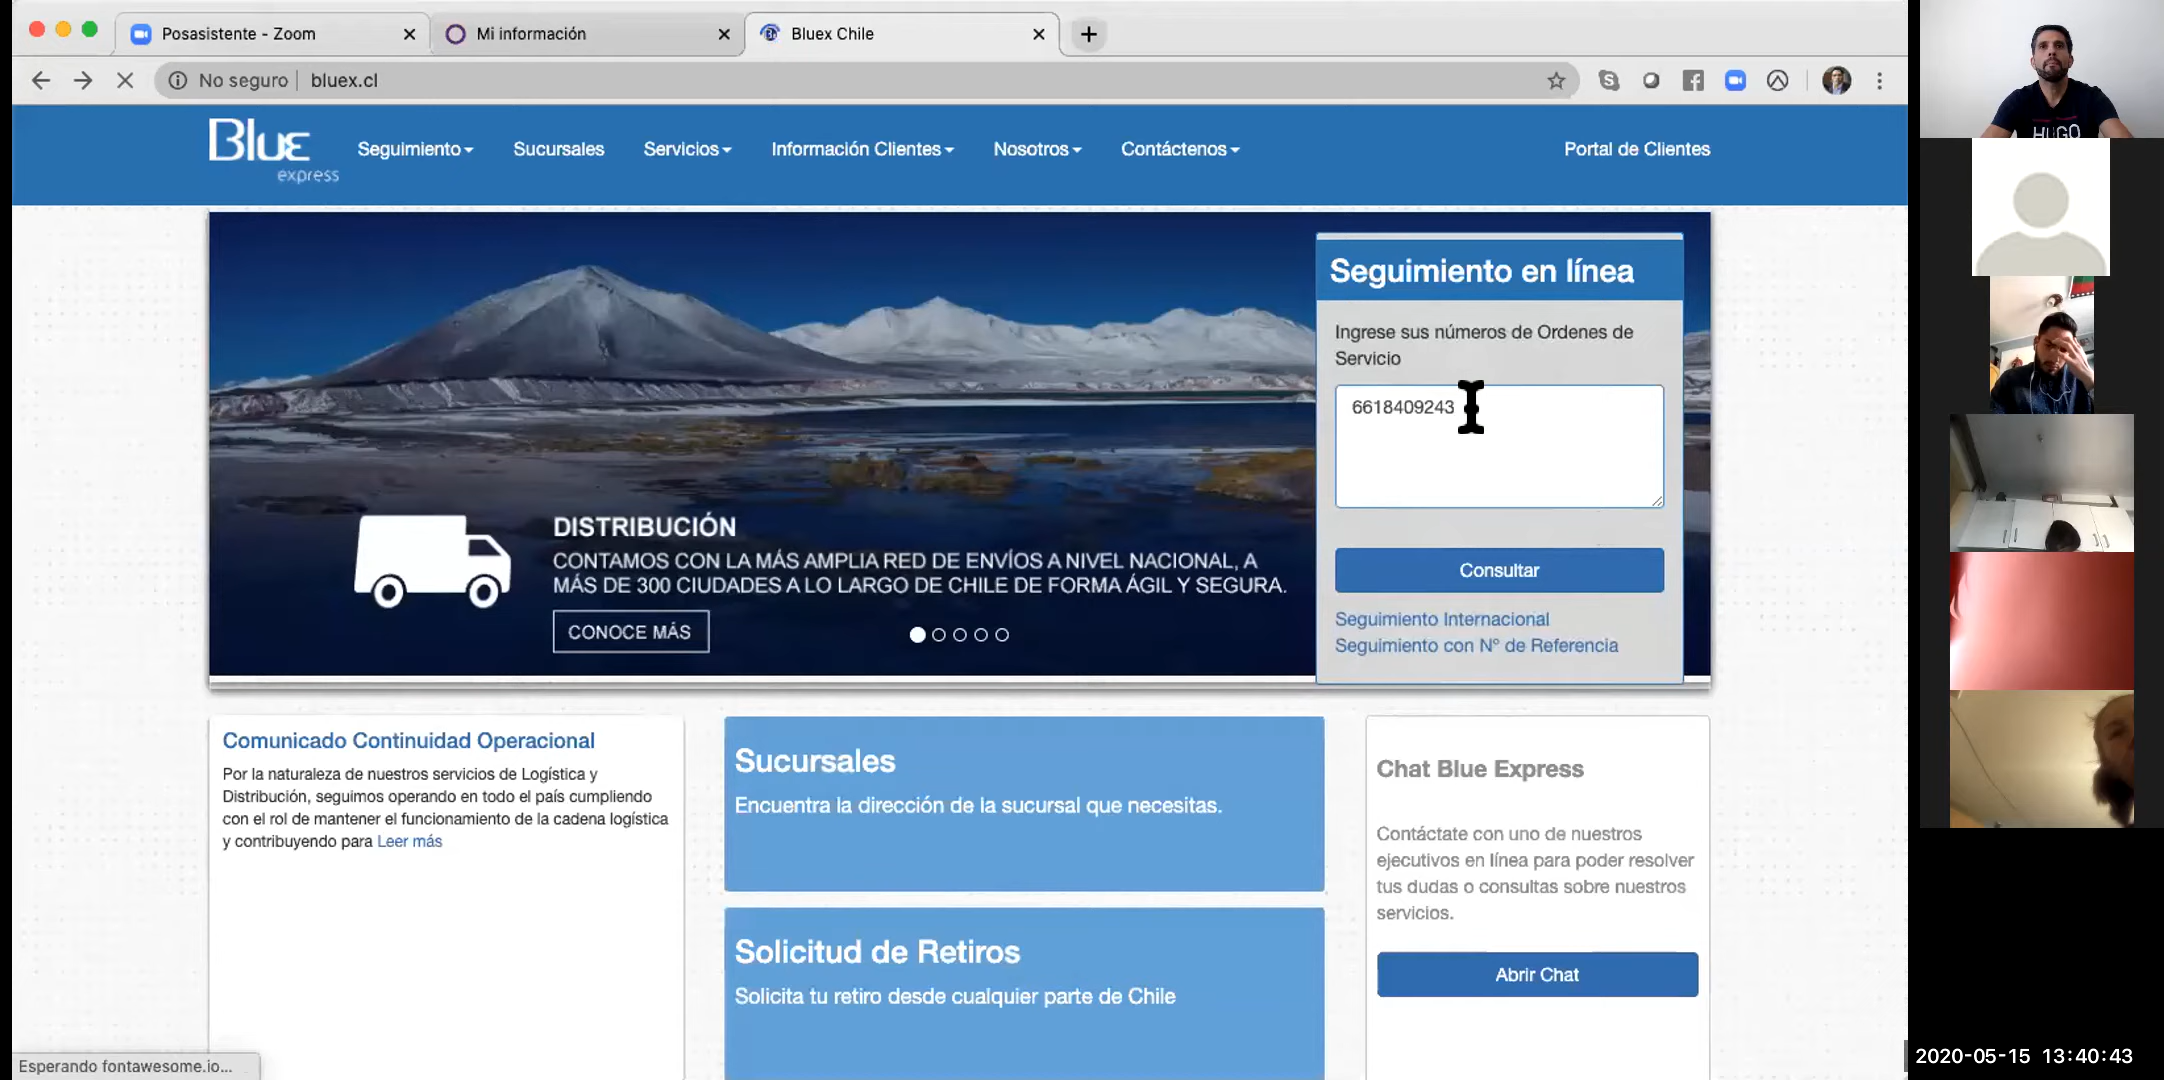 Posasistente - Zoom
Mi información
Bluex Chile
No seguro
bluex.cl
Blue
express
Seguimiento
Sucursales
Servicios
Información Clientes
Nosotros
Contáctenos
Portal de Clientes
Seguimiento en línea
Ingrese sus números de Ordenes de
Servicio
6618409243
Consultar
Seguimiento Internacional
Seguimiento con Nº de Referencia
DISTRIBUCIÓN
CONTAMOS CON LA MÁS AMPLIA RED DE ENVÍOS A NIVEL NACIONAL, A
MÁS DE 300 CIUDADES A LO LARGO DE CHILE DE FORMA ÁGIL Y SEGURA.
CONOCE MÁS
Comunicado Continuidad Operacional
Por la naturaleza de nuestros servicios de Logística y
Distribución, seguimos operando en todo el país cumpliendo
con el rol de mantener el funcionamiento de la cadena logística
y contribuyendo para Leer más
Sucursales
Encuentra la dirección de la sucursal que necesitas.
Solicitud de Retiros
Solicita tu retiro desde cualquier parte de Chile
Chat Blue Express
Contáctate con uno de nuestros
ejecutivos en línea para poder resolver
tus dudas o consultas sobre nuestros
servicios.
Abrir Chat
Esperando fontawesome.io...
HUGO
2020-05-15 13:40:43